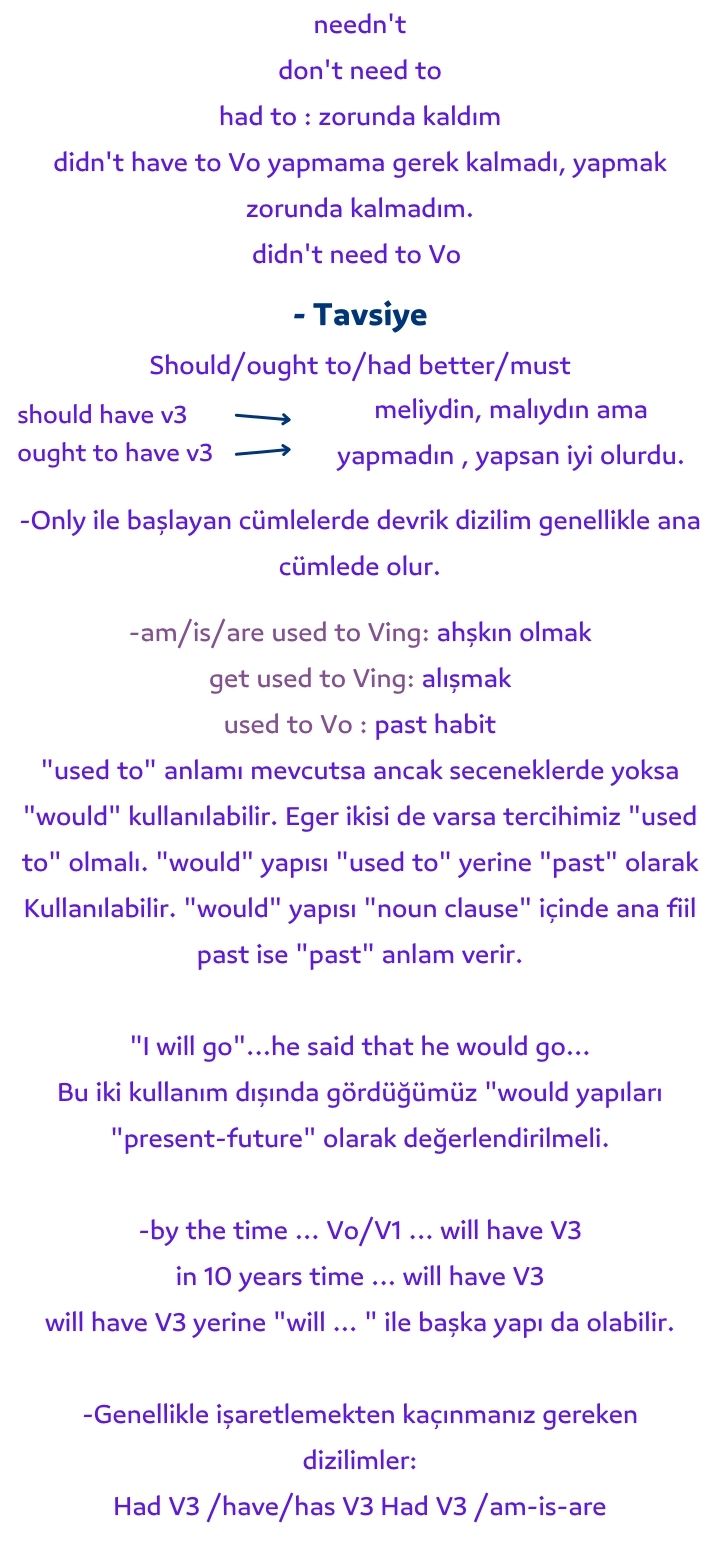 needn't
don't need to
had to : zorunda kaldım
didn't have to Vo yapmama gerek kalmadı, yapmak
zorunda kalmadım.
didn't need to Vo
- Tavsiye
Should/ought to/had better/must
should have v3
ought to have v3
meliydin, malıydın ama
yapmadın , yapsan iyi olurdu.
-Only ile başlayan cümlelerde devrik dizilim genellikle ana
cümlede olur.
-am/is/are used to Ving: ahşkın olmak
get used to Ving: alışmak
used to Vo : past habit
"used to" anlamı mevcutsa ancak seceneklerde yoksa
"would" kullanılabilir. Eger ikisi de varsa tercihimiz "used
to" olmalı. "would" yapısı "used to" yerine "past" olarak
Kullanılabilir. "would" yapısı "noun clause" içinde ana fiil
past ise "past" anlam verir.
"I will go"...he said that he would go...
Bu iki kullanım dışında gördüğümüz "would yapıları
"present-future" olarak değerlendirilmeli.
-by the time ... Vo/V1 ... will have V3
in 10 years time ... will have V3
will have V3 yerine "will ... " ile başka yapı da olabilir.
-Genellikle işaretlemekten kaçınmanız gereken
dizilimler:
Had V3 /have/has V3 Had V3 /am-is-are